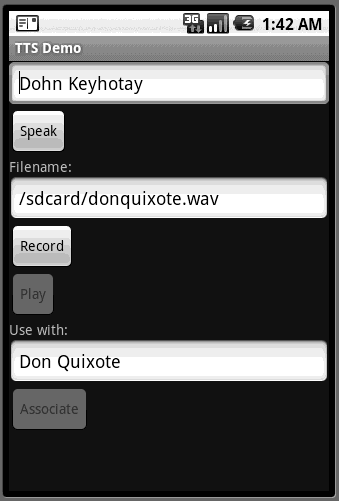 3G 1:42 AM
TTS Demo
Dohn Keyhotay
Speak
Filename:
/sdcard/donquixote.wav
Record
Play
Use with:
Don Quixote
Associate